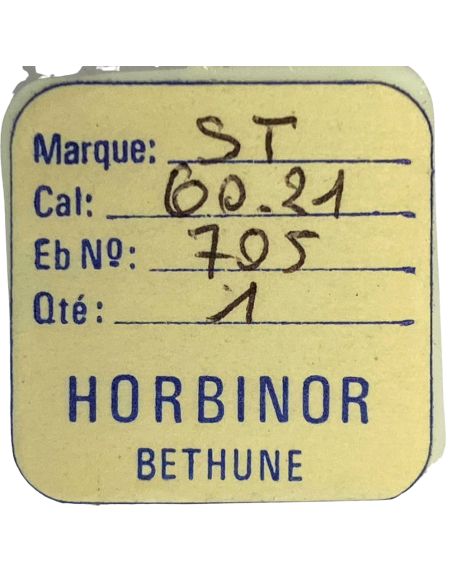 Marque: ST
Cal: 60.21
Eb Nº: 705
Qté: 1
HORBINOR
BETHUNE